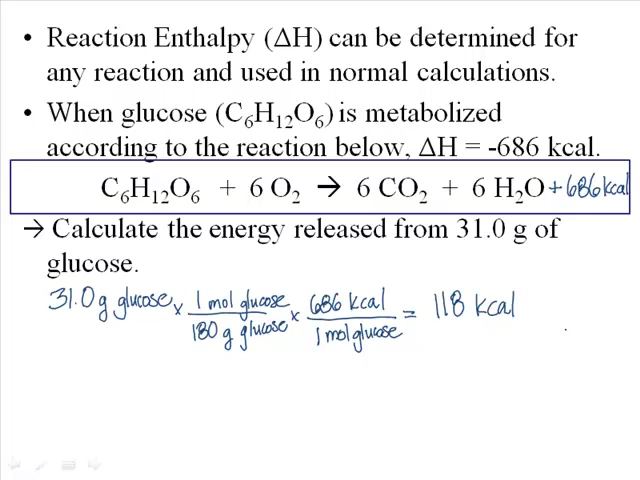 • Reaction Enthalpy (ΔH) can be determined for
any reaction and used in normal calculations.
• When glucose (C₆H₁₂O₆) is metabolized
according to the reaction below, ΔH = -686 kcal.
C₆H₁₂O₆ + 6 O₂ → 6 CO₂ + 6 H₂O + 686 kcal
→ Calculate the energy released from 31.0 g of
glucose.
31.0 g glucose × 1 mol glucose / 180 g glucose × 686 kcal / 1 mol glucose = 118 kcal